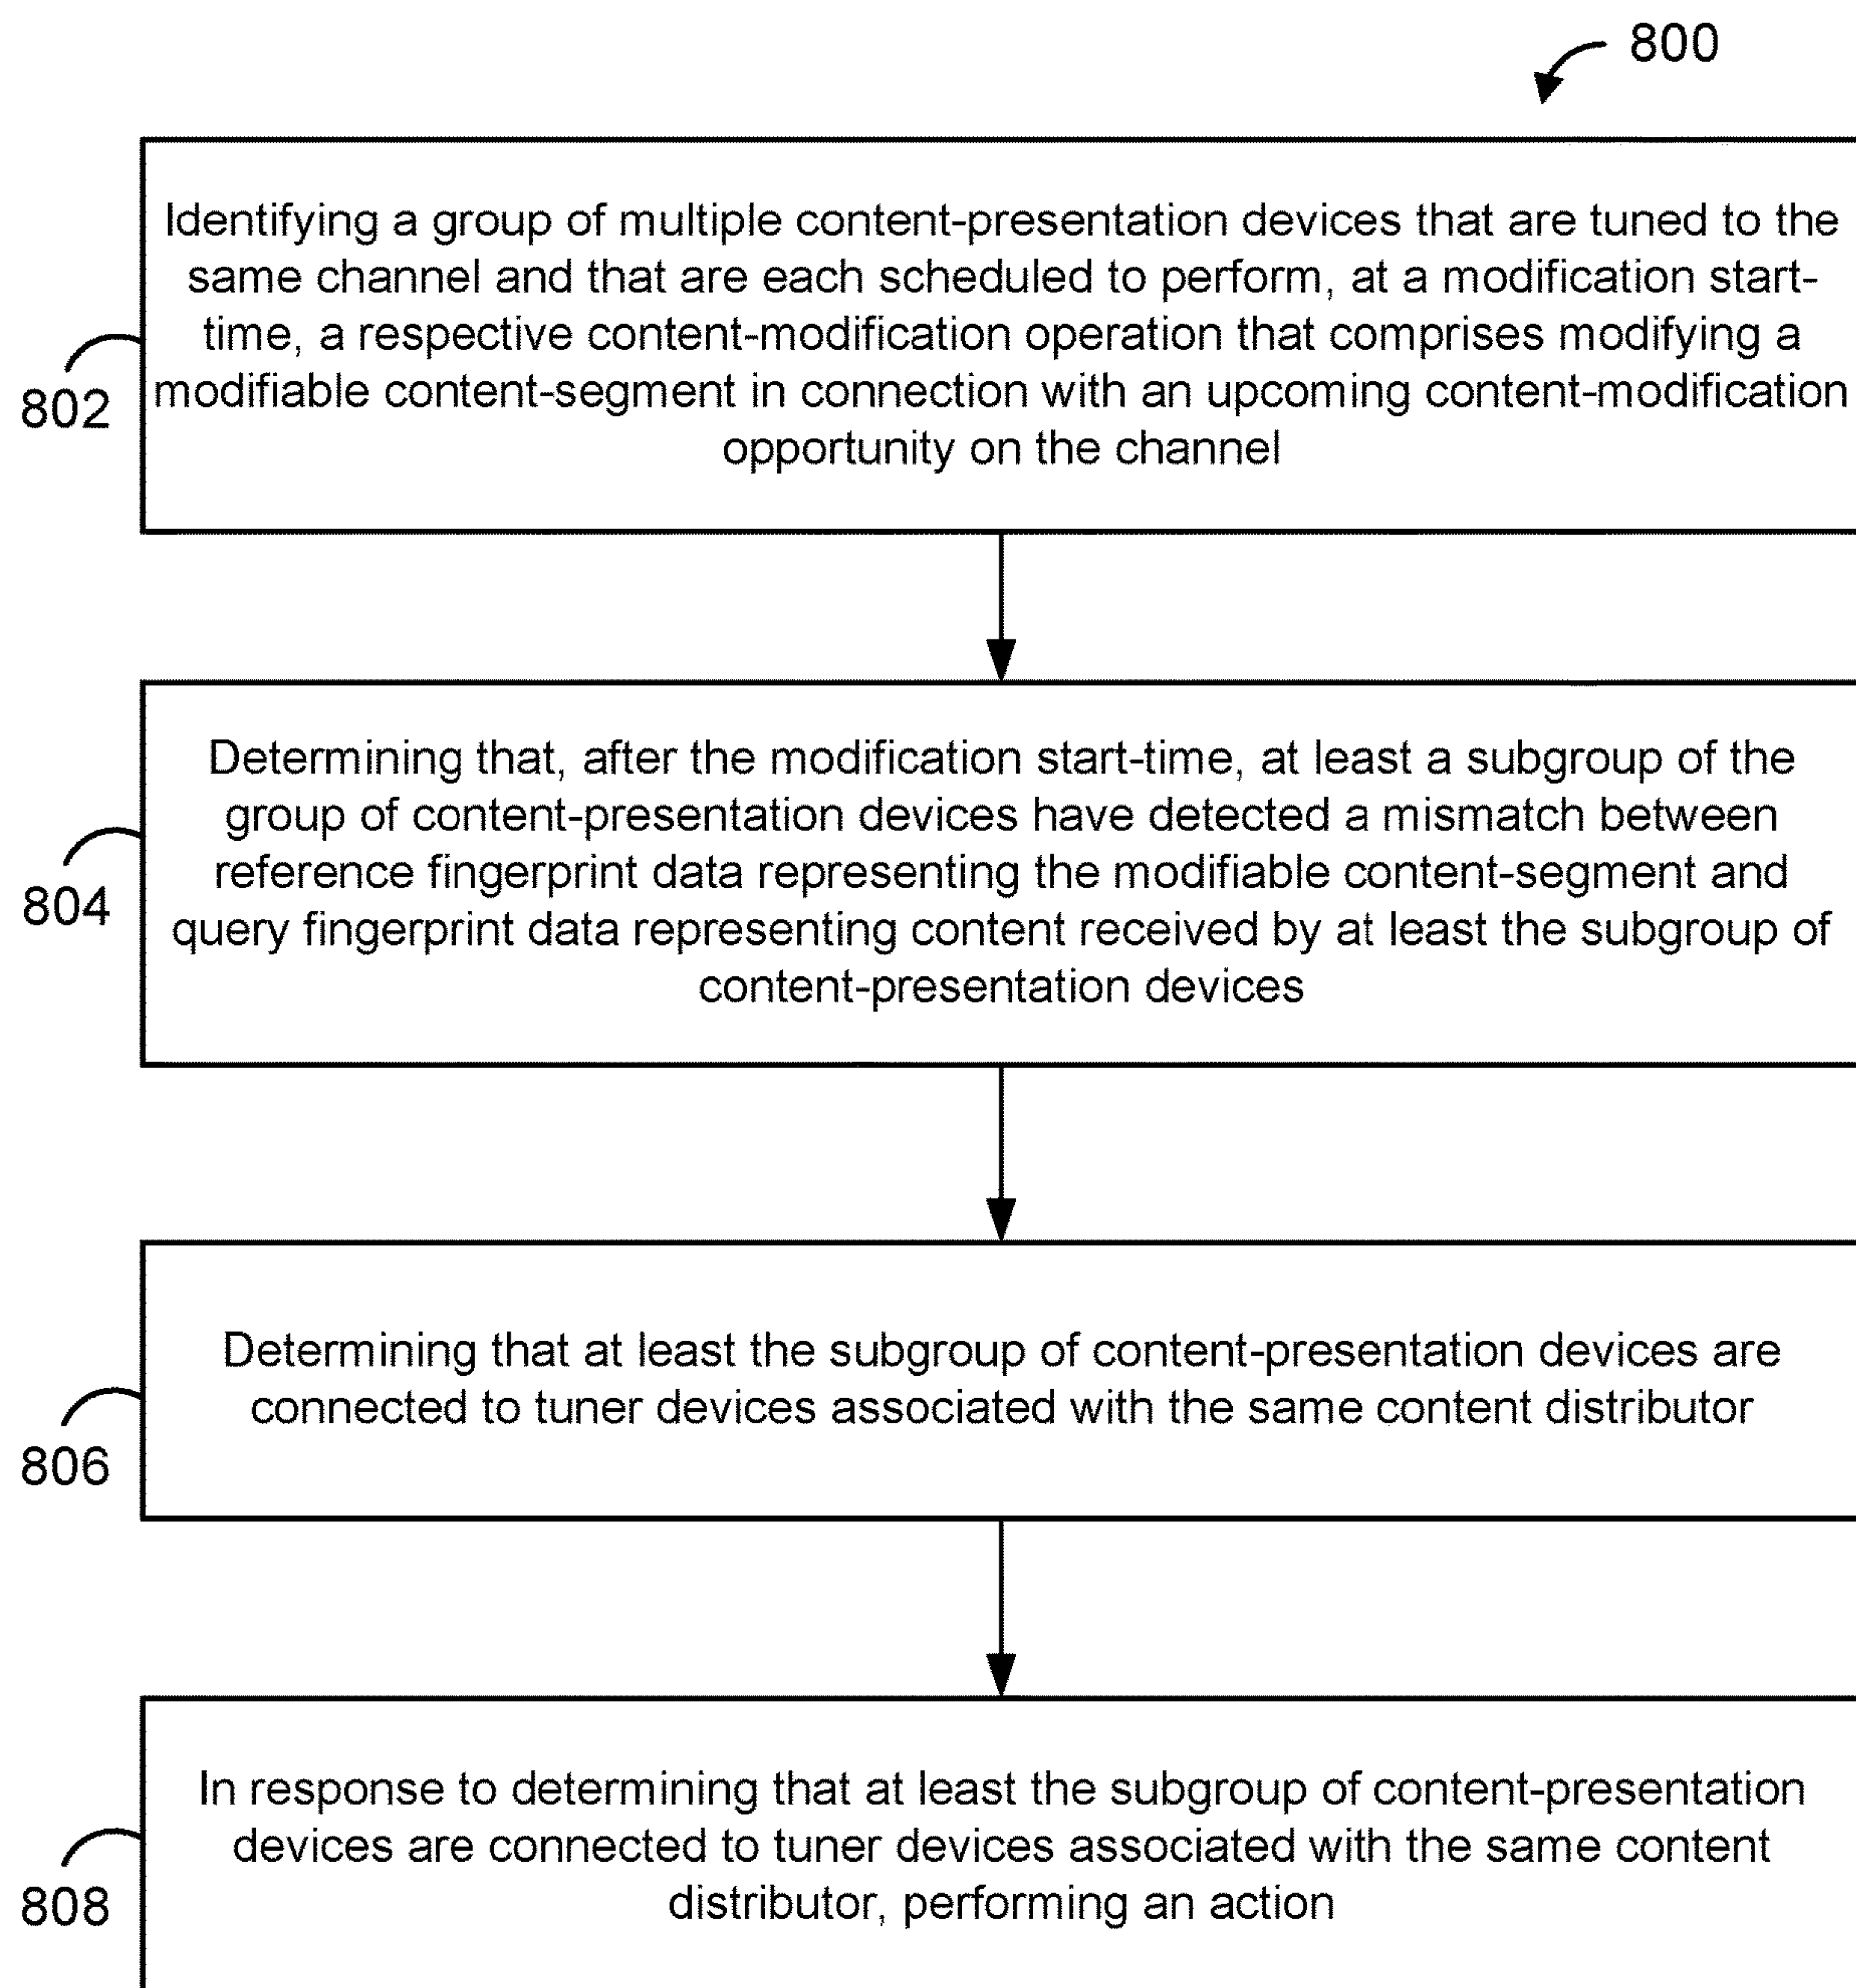 800
Identifying a group of multiple content-presentation devices that are tuned to the
same channel and that are each scheduled to perform, at a modification start-
time, a respective content-modification operation that comprises modifying a
modifiable content-segment in connection with an upcoming content-modification
opportunity on the channel
802
Determining that, after the modification start-time, at least a subgroup of the
group of content-presentation devices have detected a mismatch between
reference fingerprint data representing the modifiable content-segment and
query fingerprint data representing content received by at least the subgroup of
content-presentation devices
804
Determining that at least the subgroup of content-presentation devices are
connected to tuner devices associated with the same content distributor
806
In response to determining that at least the subgroup of content-presentation
devices are connected to tuner devices associated with the same content
distributor, performing an action
808